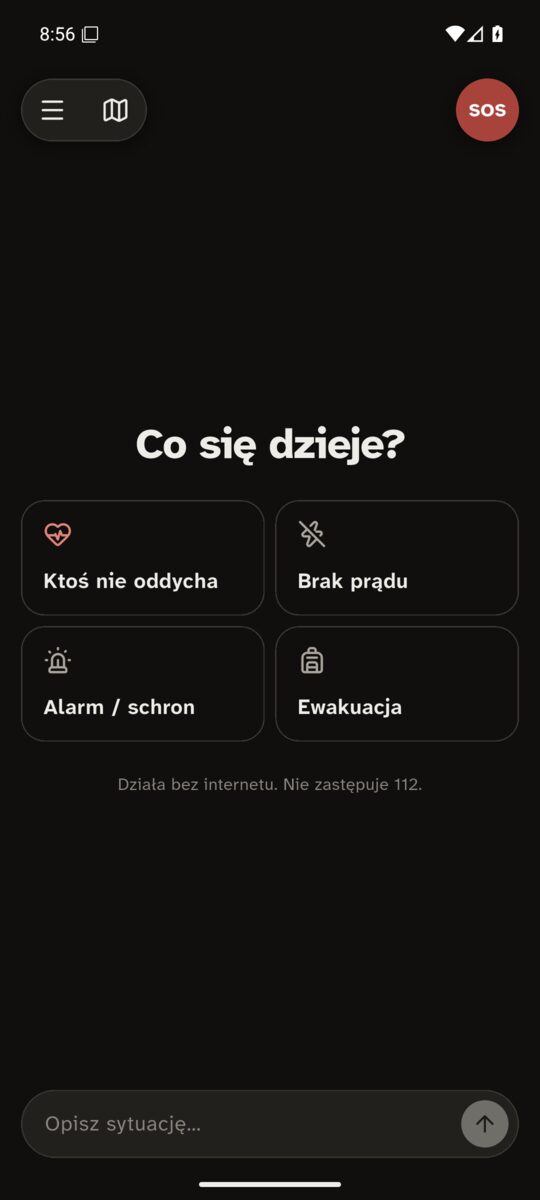 8:56
SOS
Co się dzieje?
Ktoś nie oddycha
Brak prądu
Alarm / schron
Ewakuacja
Działa bez internetu. Nie zastępuje 112.
Opisz sytuację...